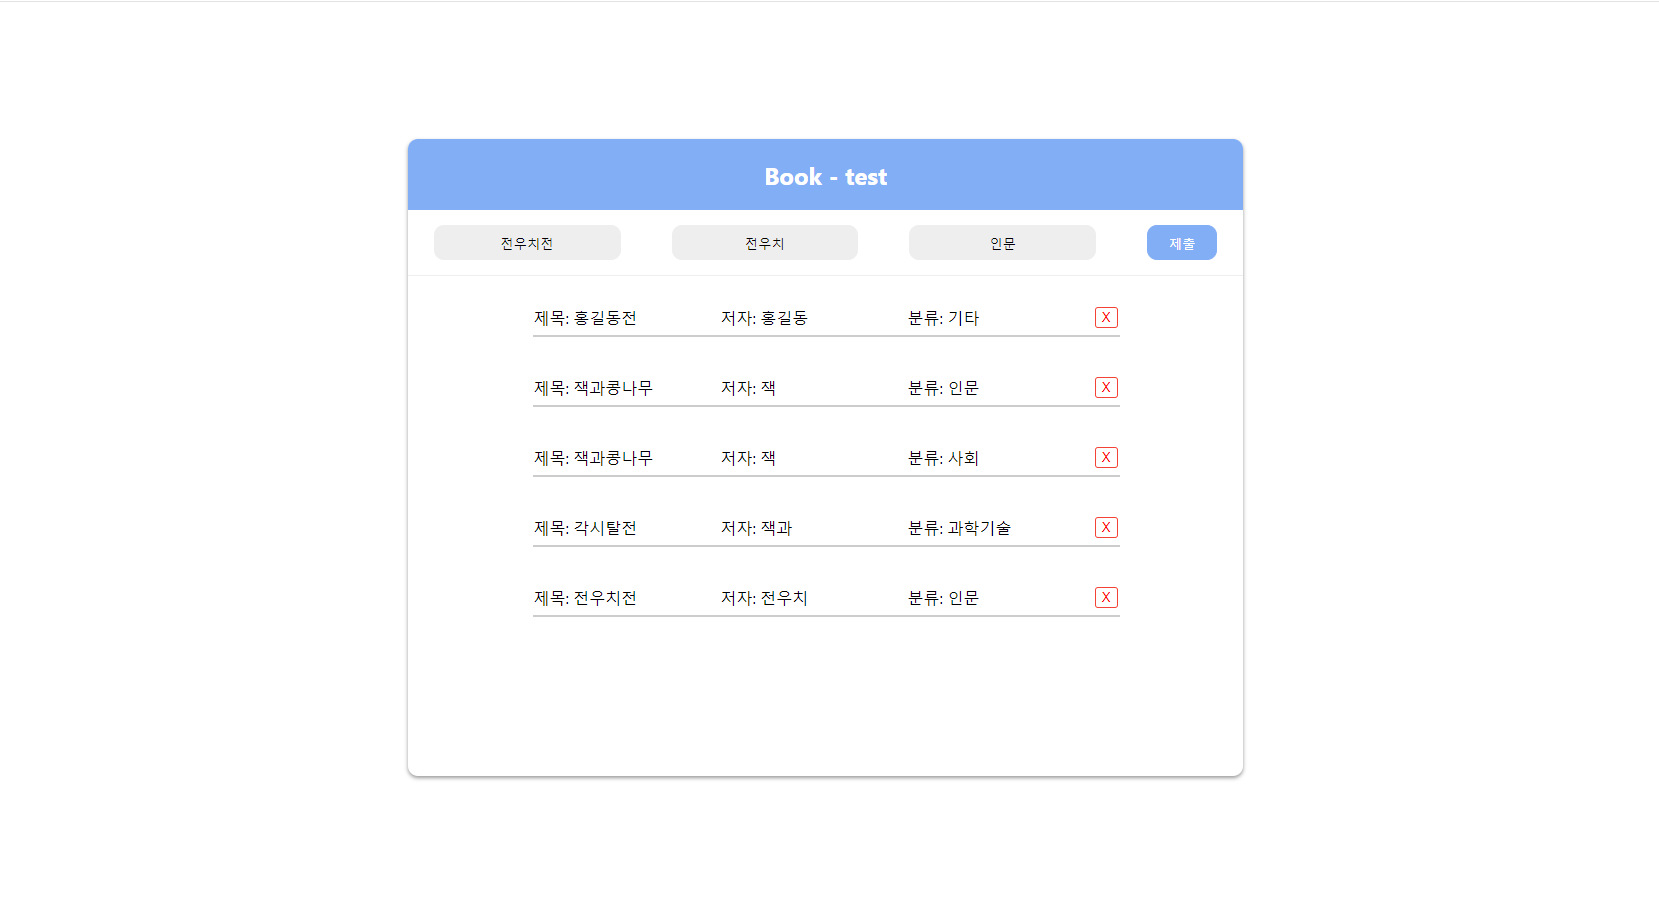 Book - test
전우치전 전우치 인문 제출
제목: 홍길동전 저자: 홍길동 분류: 기타 X
제목: 잭과콩나무 저자: 잭 분류: 인문 X
제목: 잭과콩나무 저자: 잭 분류: 사회 X
제목: 각시탈전 저자: 잭과 분류: 과학기술 X
제목: 전우치전 저자: 전우치 분류: 인문 X